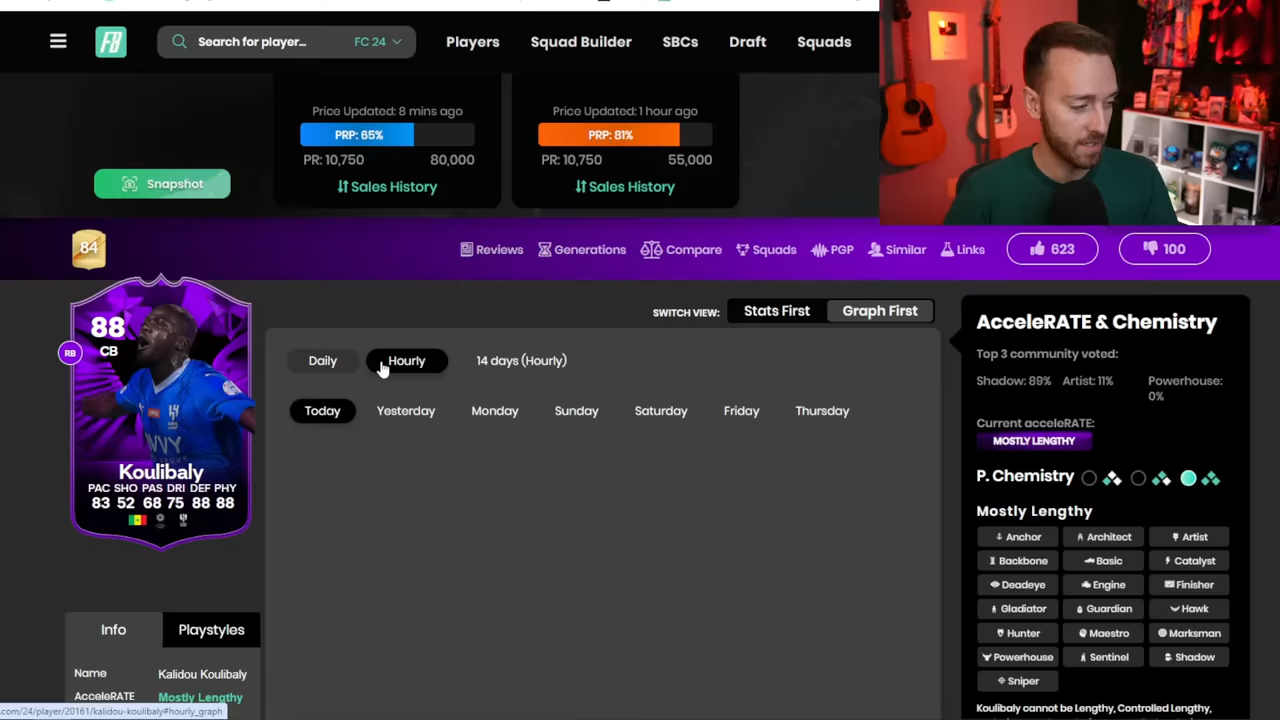 FB
Search for player...
FC 24
Players
Squad Builder
SBCs
Draft
Squads
Price Updated: 8 mins ago
PRP: 65%
PR: 10,750
80,000
Sales History
Price Updated: 1 hour ago
PRP: 81%
PR: 10,750
55,000
Sales History
Snapshot
84
Reviews
Generations
Compare
Squads
PGP
Similar
Links
623
100
88
CB
RB
Koulibaly
PAC SHO PAS DRI DEF PHY
83 52 68 75 88 88
SWITCH VIEW:
Stats First
Graph First
Daily
Hourly
14 days (Hourly)
Today
Yesterday
Monday
Sunday
Saturday
Friday
Thursday
AcceleRATE & Chemistry
Top 3 community voted:
Shadow: 89%
Artist: 11%
Powerhouse:
0%
Current acceleRATE:
MOSTLY LENGTHY
P. Chemistry
Mostly Lengthy
Anchor
Architect
Artist
Backbone
Basic
Catalyst
Deadeye
Engine
Finisher
Gladiator
Guardian
Hawk
Hunter
Maestro
Marksman
Powerhouse
Sentinel
Shadow
Sniper
Koulibaly cannot be Lengthy, Controlled Lengthy,
Info
Playstyles
Name
Kalidou Koulibaly
AcceleRATE
Mostly Lengthy
.com/24/player/20161/kalidou-koulibaly#hourly_graph